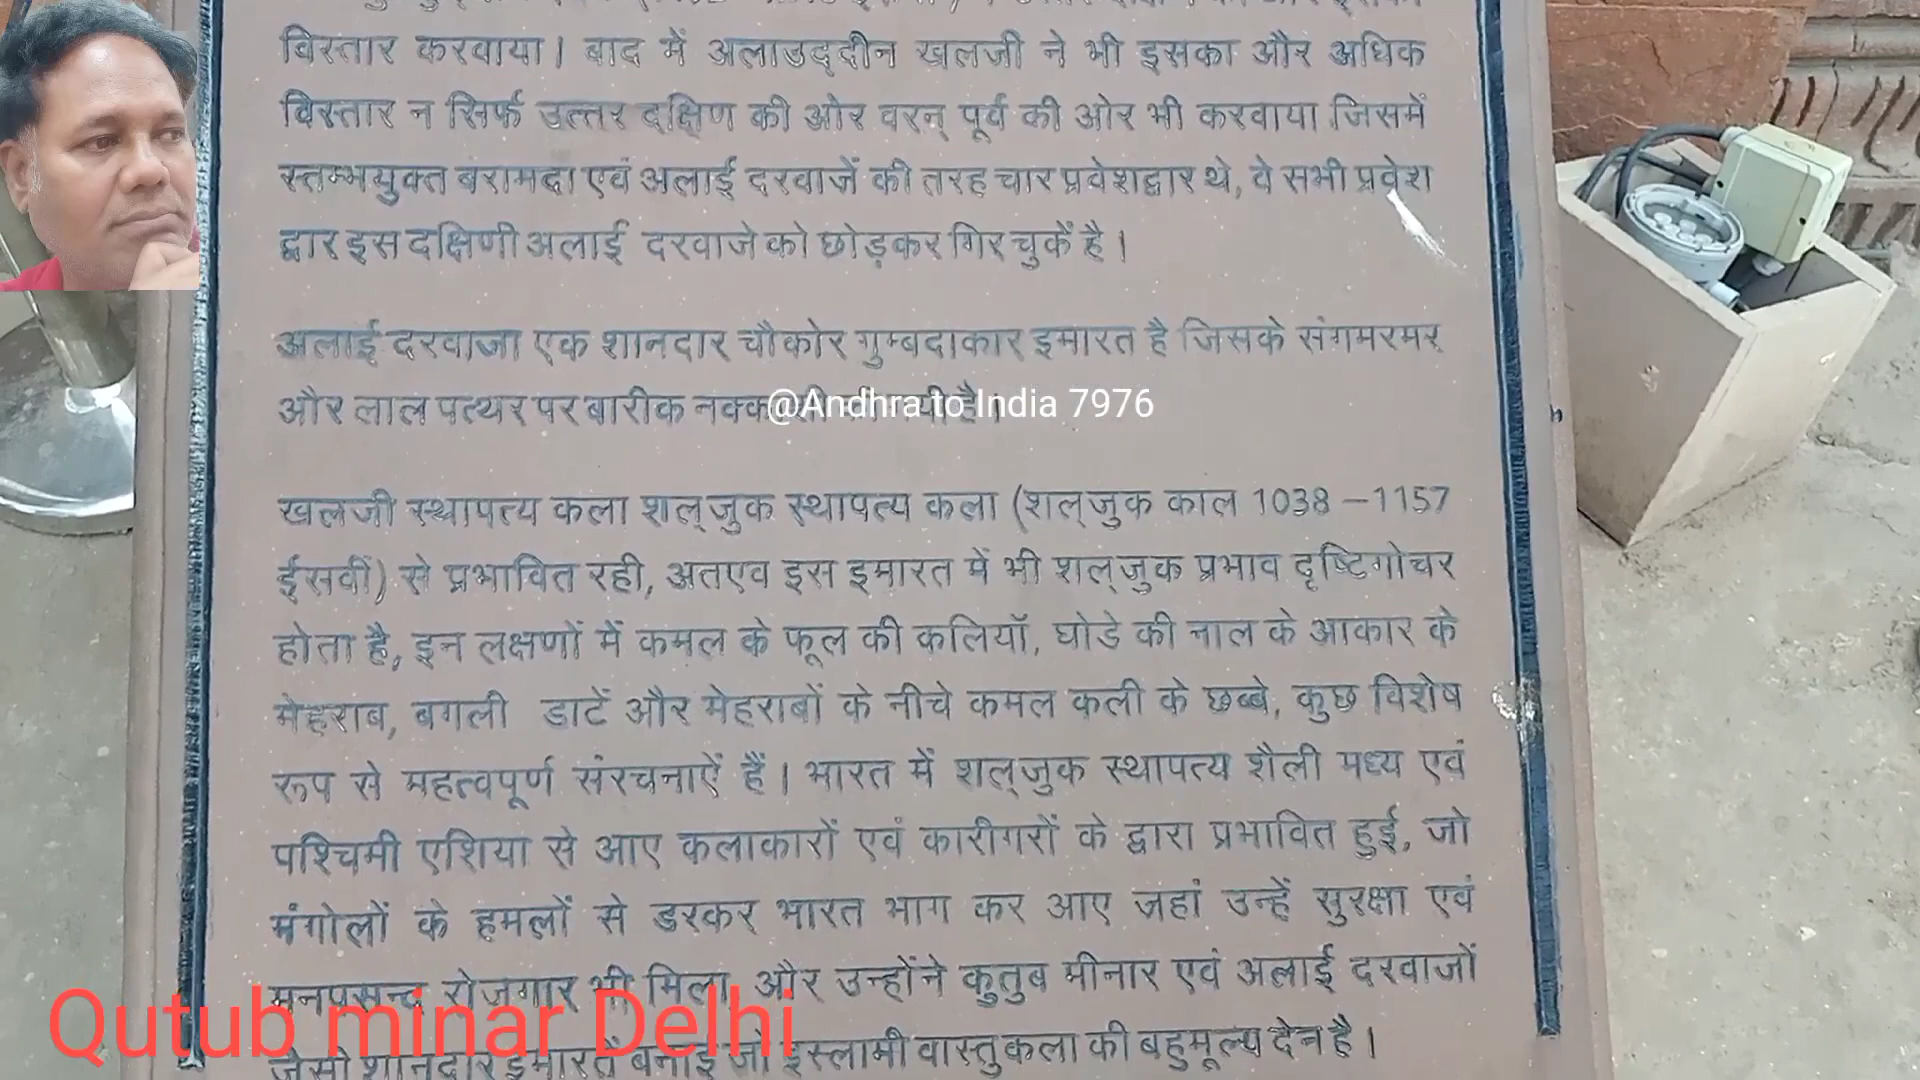 विस्तार करवाया। बाद में अलाउद्दीन खलजी ने भी इसका और अधिक
विस्तार न सिर्फ उत्तर दक्षिण की ओर वरन् पूर्व की ओर भी करवाया जिसमें
स्तम्भयुक्त बरामदा एवं अलाई दरवाजें की तरह चार प्रवेशद्वार थे, वे सभी प्रवेश
द्वार इस दक्षिणी अलाई दरवाजे को छोड़कर गिर चुकें है।
अलाई दरवाजा एक शानदार चौकोर गुम्बदाकार इमारत है जिसके संगमरमर
और लाल पत्थर पर बारीक है।
@Andhra to India 7976
खलजी स्थापत्य कला शल्जुक स्थापत्य कला (शल्जुक काल 1038 –1157
ईसवीं) से प्रभावित रही, अतएव इस इमारत में भी शल्जुक प्रभाव दृष्टिगोचर
होता है, इन लक्षणों में कमल के फूल की कलियॉ, घोडे की नाल के आकार के
मेहराब, बगली डाटें और मेहराबों के नीचे कमल कली के छब्बे, कुछ विशेष
रूप से महत्वपूर्ण संरचनाऐं हैं। भारत में शल्जुक स्थापत्य शैली मध्य एवं
पश्चिमी एशिया से आए कलाकारों एवं कारीगरों के द्वारा प्रभावित हुई, जो
मंगोलों के हमलों से डरकर भारत भाग कर आए जहां उन्हें सुरक्षा एवं
मनपसन्द रोजगार भी मिला और उन्होंने कुतुब मीनार एवं अलाई दरवाजों
Qutub minar Delhi
जैसी शानदार इमारतें बनाई जो इस्लामी वास्तुकला की बहुमूल्य देन है।